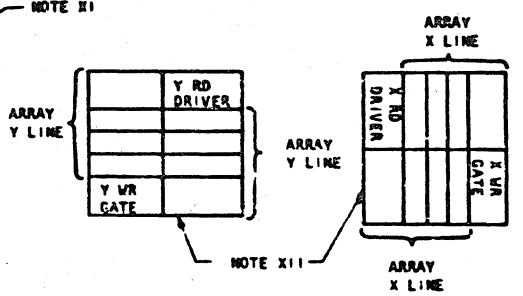 NOTE XI
ARRAY
X LINE
Y RD
DRIVER
ARRAY
Y LINE
X RD
DRIVER
ARRAY
Y LINE
Y WR
GATE
X WR
GATE
NOTE XII
ARRAY
X LINE